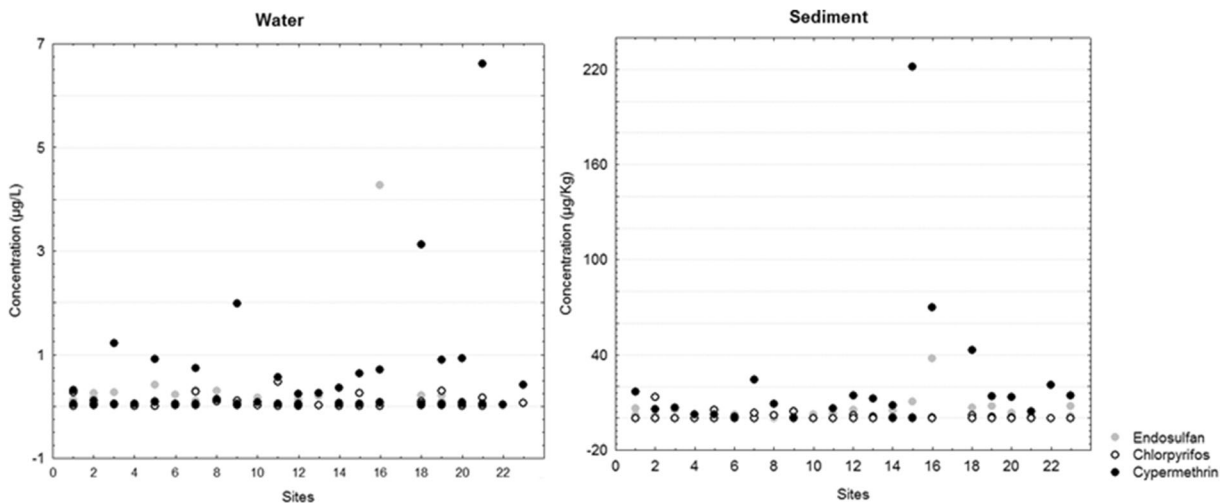 Water
7
5
3
1
-1
Concentration (µg/L)
0 2 4 6 8 10 12 14 16 18 20 22
Sites
Sediment
220
160
100
40
-20
Concentration (µg/Kg)
0 2 4 6 8 10 12 14 16 18 20 22
Sites
Endosulfan
Chlorpyrifos
Cypermethrin